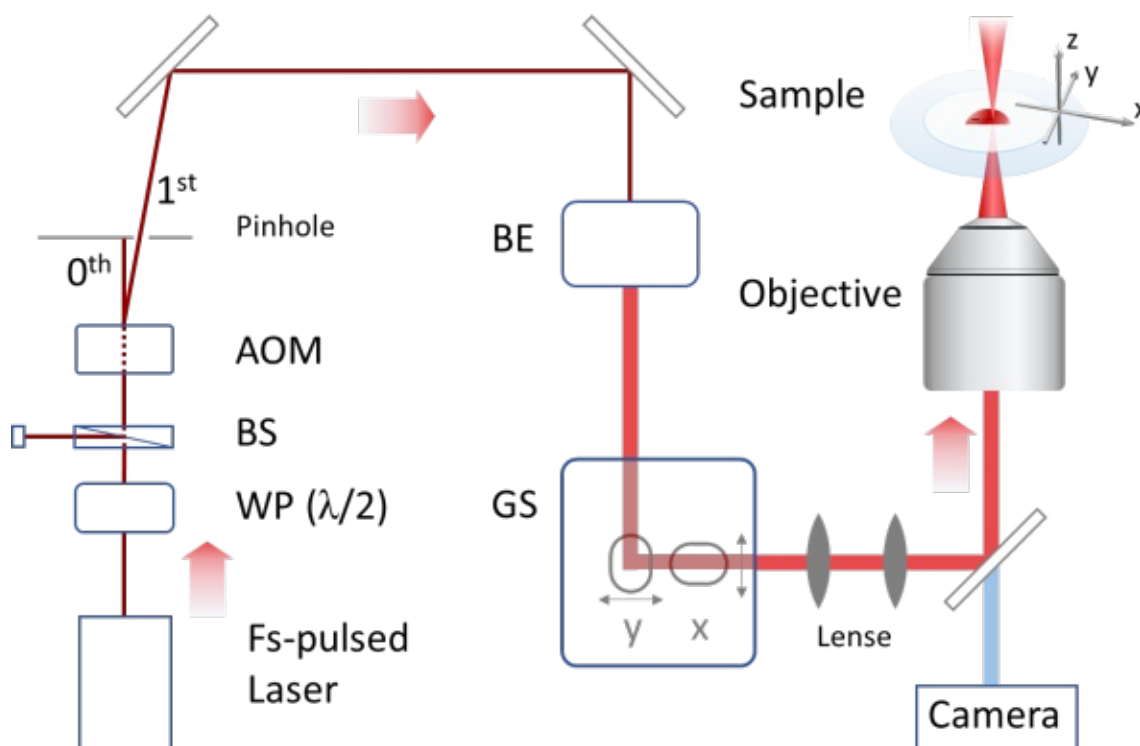 Sample
z
y
x
1st
Pinhole
BE
0th
Objective
AOM
BS
GS
WP (λ/2)
y
x
Fs-pulsed
Laser
Lense
Camera